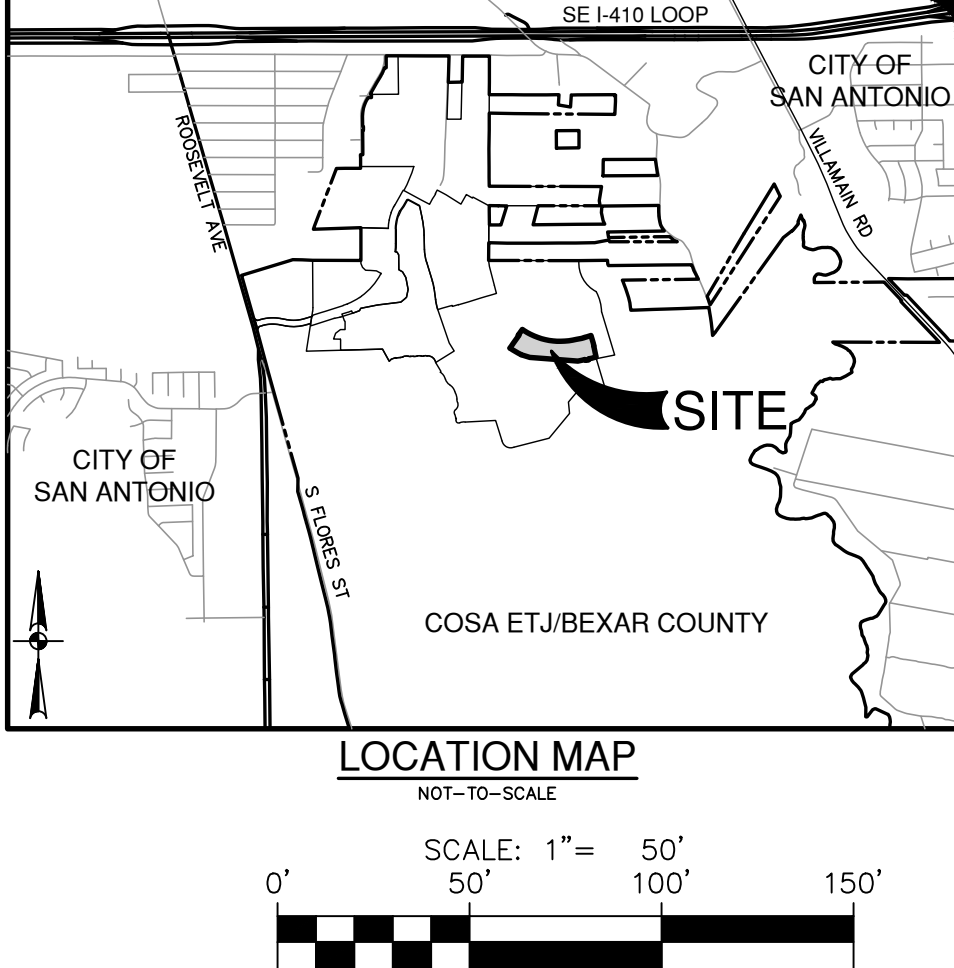 SE I-410 LOOP
CITY OF
SAN ANTONIO
ROOSEVELT AVE
VILLAMAIN RD
SITE
CITY OF
SAN ANTONIO
S FLORES ST
COSA ETJ/BEXAR COUNTY
LOCATION MAP
NOT-TO-SCALE
SCALE: 1"= 50'
0' 50' 100' 150'